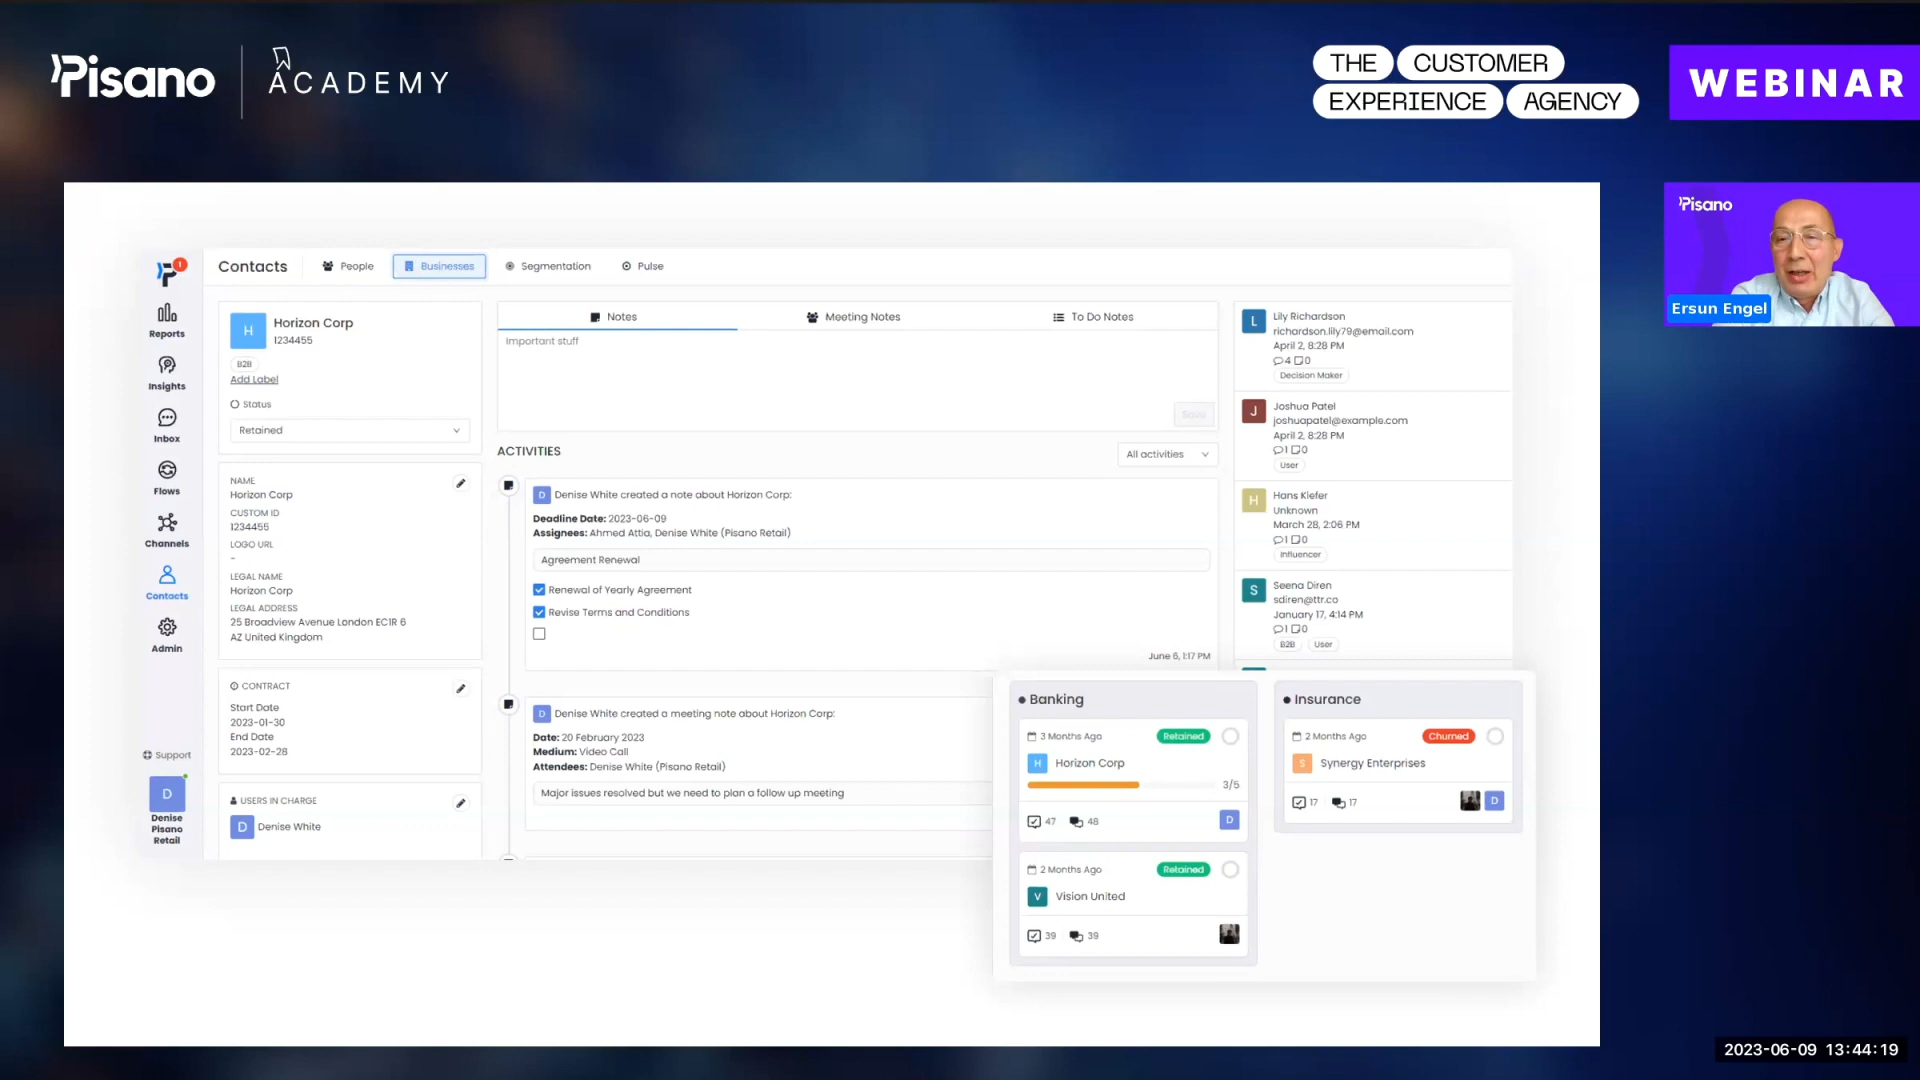 Pisano
ACADEMY
THE CUSTOMER
EXPERIENCE AGENCY
WEBINAR
Pisano
Ersun Engel
1
Reports
Insights
Inbox
Flows
Channels
Contacts
Admin
Support
D
Denise
Pisano
Retail
Contacts
People
Businesses
Segmentation
Pulse
H
Horizon Corp
1234455
B2B
Add Label
Status
Retained
NAME
Horizon Corp
CUSTOM ID
1234455
LOGO URL
-
LEGAL NAME
Horizon Corp
LEGAL ADDRESS
25 Broadview Avenue London EC1R 6
AZ United Kingdom
CONTRACT
Start Date
2023-01-30
End Date
2023-02-28
USERS IN CHARGE
D Denise White
Notes
Meeting Notes
To Do Notes
Important stuff
Save
ACTIVITIES
All activities
D Denise White created a note about Horizon Corp:
Deadline Date: 2023-06-09
Assignees: Ahmed Attia, Denise White (Pisano Retail)
Agreement Renewal
Renewal of Yearly Agreement
Revise Terms and Conditions
June 6, 1:17 PM
D Denise White created a meeting note about Horizon Corp:
Date: 20 February 2023
Medium: Video Call
Attendees: Denise White (Pisano Retail)
Major issues resolved but we need to plan a follow up meeting
L
Lily Richardson
richardson.lily79@email.com
April 2, 8:28 PM
4 0
Decision Maker
J
Joshua Patel
joshuapatel@example.com
April 2, 8:28 PM
1 0
User
H
Hans Kiefer
Unknown
March 28, 2:06 PM
1 0
Influencer
S
Seena Diren
sdiren@ttr.co
January 17, 4:14 PM
1 0
B2B User
Banking
3 Months Ago Retained
H Horizon Corp
3/5
47 48 D
2 Months Ago Retained
V Vision United
39 39
Insurance
2 Months Ago Churned
S Synergy Enterprises
17 17 D
2023-06-09 13:44:19